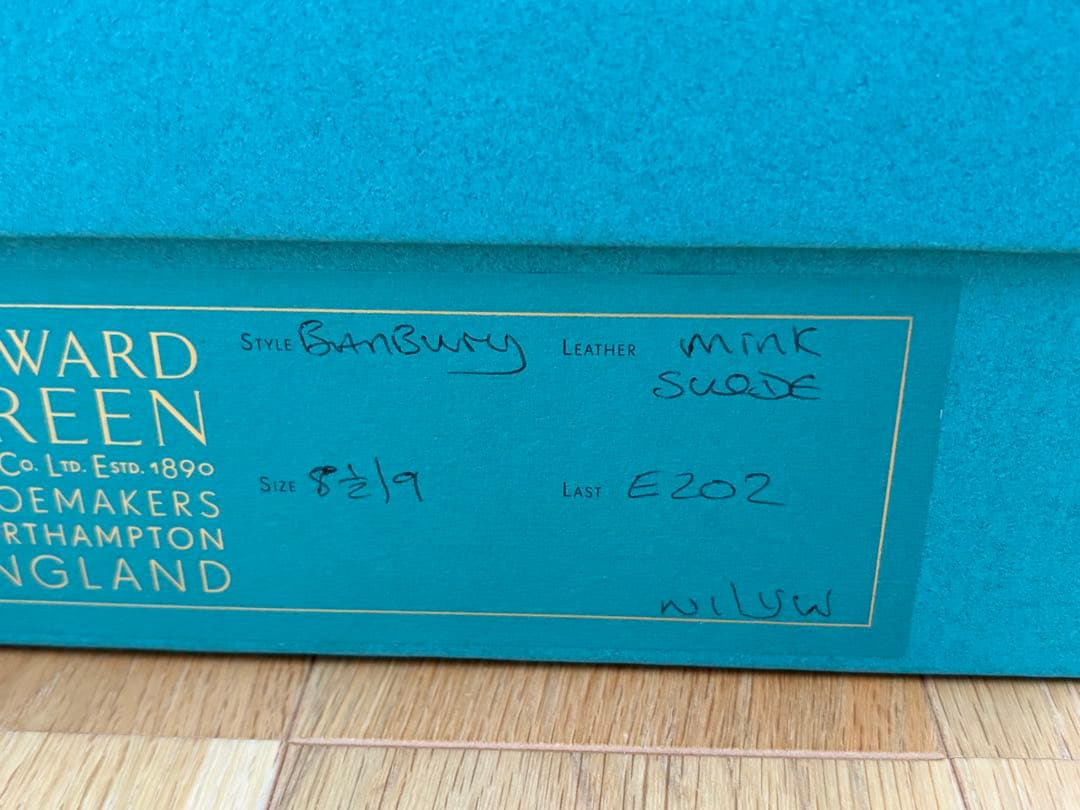 WARD
REEN
Co. Ltd. Estd. 1890
OEMAKERS
RTHAMPTON
NGLAND
Style BanBury
Leather mink
SUEDE
Size 8½/9
Last E202